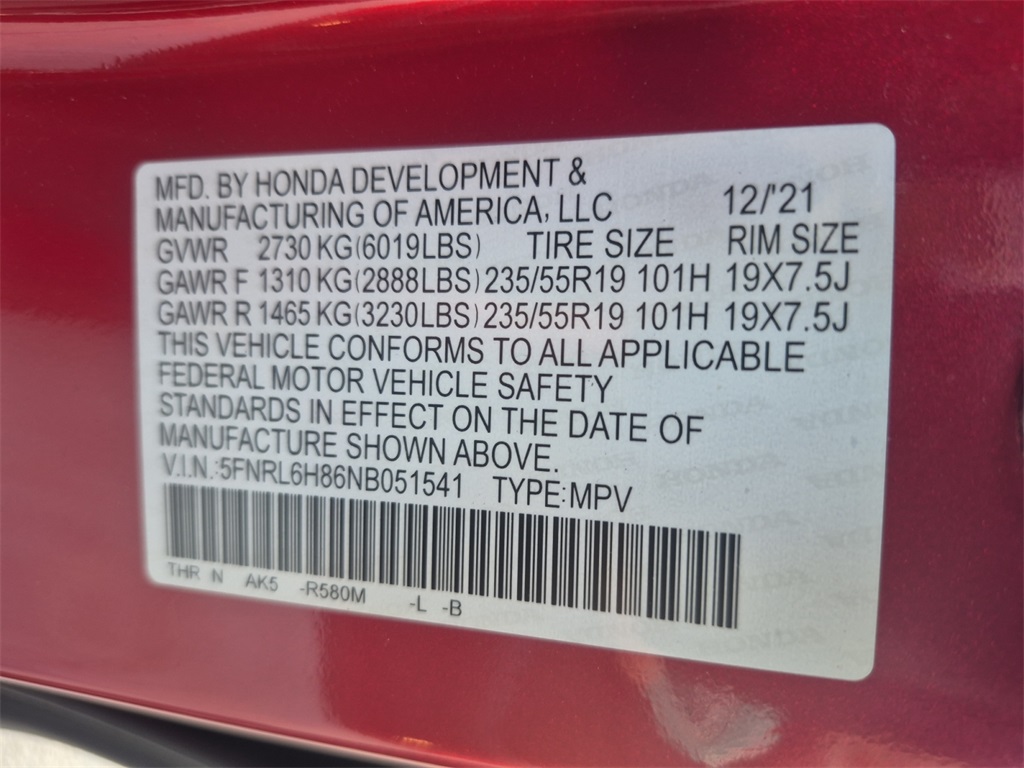 MFD. BY HONDA DEVELOPMENT &
MANUFACTURING OF AMERICA, LLC 12/'21
GVWR 2730 KG(6019LBS) TIRE SIZE RIM SIZE
GAWR F 1310 KG(2888LBS) 235/55R19 101H 19X7.5J
GAWR R 1465 KG(3230LBS) 235/55R19 101H 19X7.5J
THIS VEHICLE CONFORMS TO ALL APPLICABLE
FEDERAL MOTOR VEHICLE SAFETY
STANDARDS IN EFFECT ON THE DATE OF
MANUFACTURE SHOWN ABOVE.
V.I.N.:5FNRL6H86NB051541 TYPE:MPV
THR N AK5 -R580M -L -B